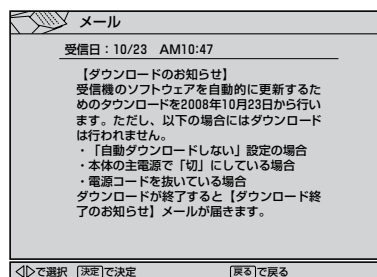 メール
受信日：10/23　AM10:47
【ダウンロードのお知らせ】
受信機のソフトウェアを自動的に更新するた
めのダウンロードを2008年10月23日から行い
ます。ただし、以下の場合にはダウンロード
は行われません。
・「自動ダウンロードしない」設定の場合
・本体の主電源で「切」にしている場合
・電源コードを抜いている場合
ダウンロードが終了すると【ダウンロード終
了のお知らせ】メールが届きます。
◁▷で選択　決定で決定　戻るで戻る